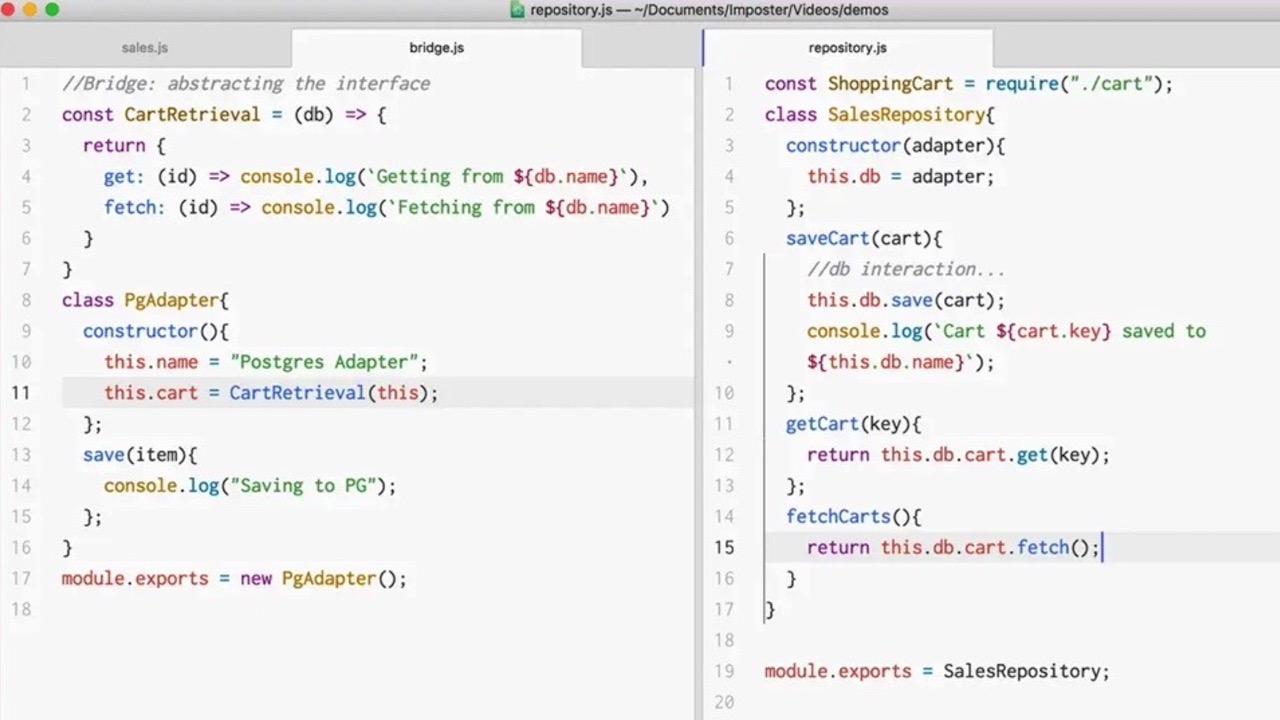 repository.js — ~/Documents/Imposter/Videos/demos
sales.js
bridge.js
1 //Bridge: abstracting the interface
2 const CartRetrieval = (db) => {
3 return {
4 get: (id) => console.log(`Getting from ${db.name}`),
5 fetch: (id) => console.log(`Fetching from ${db.name}`)
6 }
7 }
8 class PgAdapter{
9 constructor(){
10 this.name = "Postgres Adapter";
11 this.cart = CartRetrieval(this);
12 };
13 save(item){
14 console.log("Saving to PG");
15 };
16 }
17 module.exports = new PgAdapter();
18
repository.js
1 const ShoppingCart = require("./cart");
2 class SalesRepository{
3 constructor(adapter){
4 this.db = adapter;
5 };
6 saveCart(cart){
7 //db interaction...
8 this.db.save(cart);
9 console.log(`Cart ${cart.key} saved to
· ${this.db.name}`);
10 };
11 getCart(key){
12 return this.db.cart.get(key);
13 };
14 fetchCarts(){
15 return this.db.cart.fetch();
16 }
17 }
18
19 module.exports = SalesRepository;
20